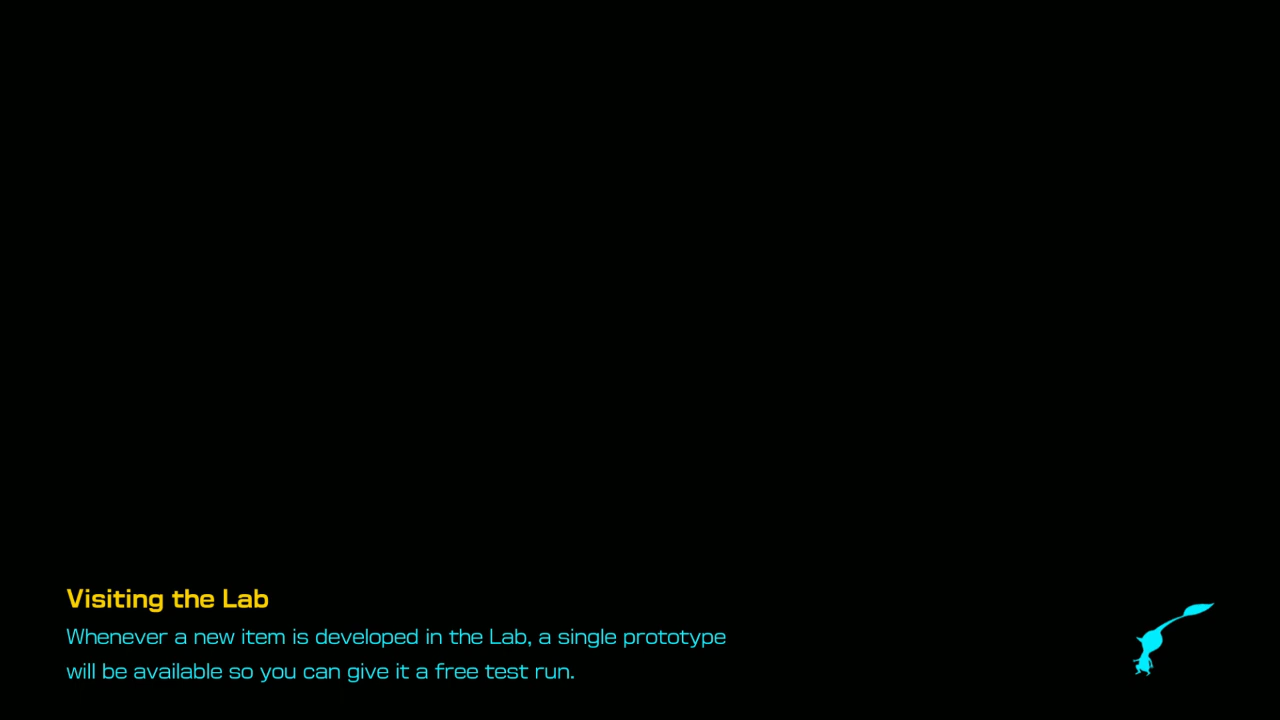 Visiting the Lab
Whenever a new item is developed in the Lab, a single prototype
will be available so you can give it a free test run.